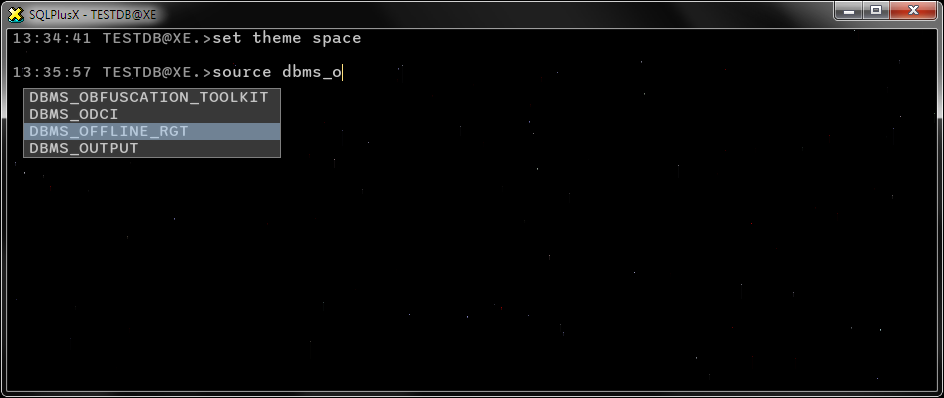 SQLPlusX - TESTDB@XE
13:34:41 TESTDB@XE.>set theme space
13:35:57 TESTDB@XE.>source dbms_o
DBMS_OBFUSCATION_TOOLKIT
DBMS_ODCI
DBMS_OFFLINE_RGT
DBMS_OUTPUT